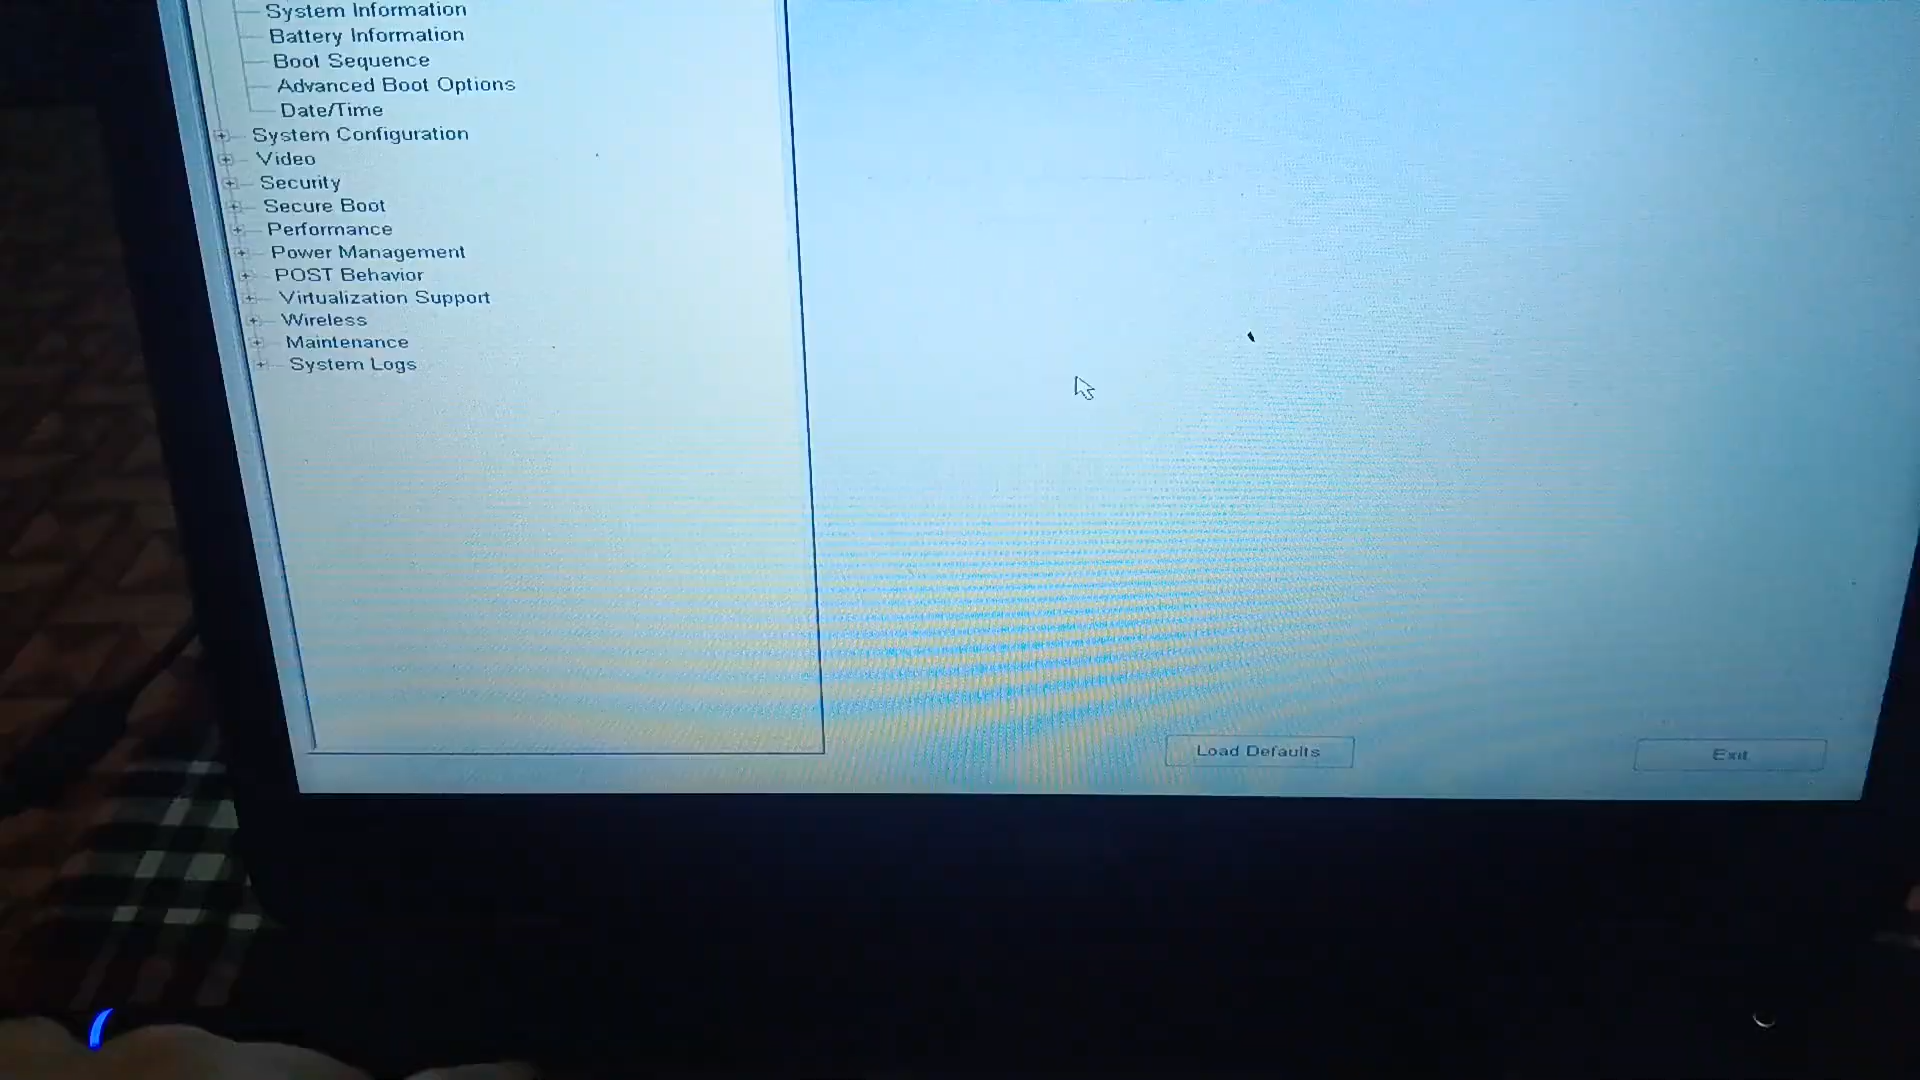 System Information
Battery Information
Boot Sequence
Advanced Boot Options
Date/Time
System Configuration
Video
Security
Secure Boot
Performance
Power Management
POST Behavior
Virtualization Support
Wireless
Maintenance
System Logs
Load Defaults
Exit